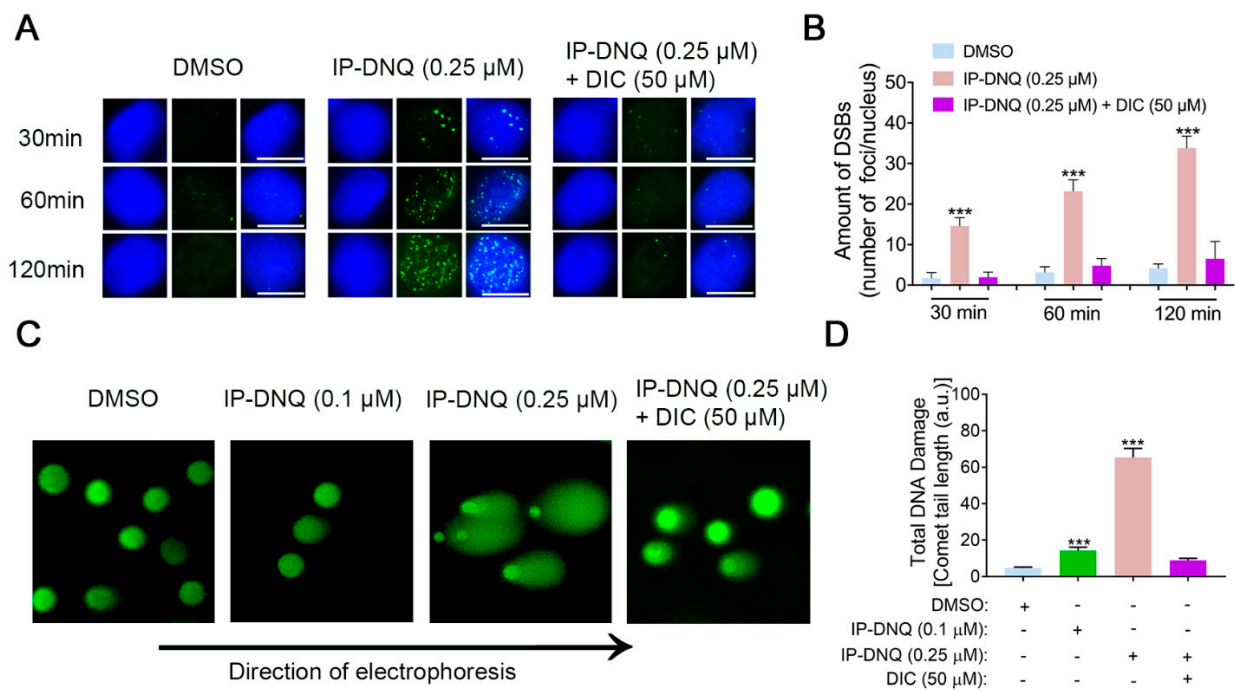 A
DMSO
IP-DNQ (0.25 µM)
IP-DNQ (0.25 µM)
+ DIC (50 µM)
30min
60min
120min
B
DMSO
IP-DNQ (0.25 µM)
IP-DNQ (0.25 µM) + DIC (50 µM)
Amount of DSBs
(number of foci/nucleus)
50
40
30
20
10
0
***
***
***
30 min
60 min
120 min
C
DMSO
IP-DNQ (0.1 µM)
IP-DNQ (0.25 µM)
IP-DNQ (0.25 µM)
+ DIC (50 µM)
Direction of electrophoresis
D
Total DNA Damage
[Comet tail length (a.u.)]
100
80
60
40
20
0
***
***
DMSO: + - - -
IP-DNQ (0.1 µM): - + - -
IP-DNQ (0.25 µM): - - + +
DIC (50 µM): - - - +